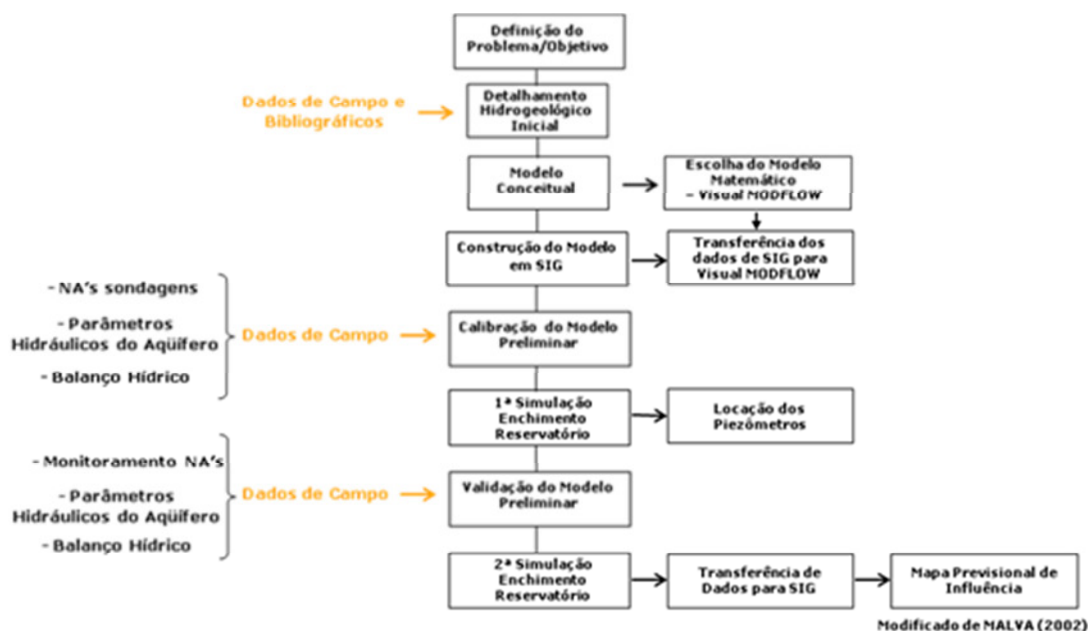 Definição do
Problema/Objetivo
Dados de Campo e
Bibliográficos
Detalhamento
Hidrogeológico
Inicial
Modelo
Conceitual
Escolha do Modelo
Matemático
– Visual MODFLOW
Construção do Modelo
em SIG
Transferência dos
dados de SIG para
Visual MODFLOW
- NA's sondagens
- Parâmetros
Hidráulicos do Aqüífero
- Balanço Hídrico
Dados de Campo
Calibração do Modelo
Preliminar
1ª Simulação
Enchimento
Reservatório
Locação dos
Piezômetros
- Monitoramento NA's
- Parâmetros
Hidráulicos do Aqüífero
- Balanço Hídrico
Dados de Campo
Validação do Modelo
Preliminar
2ª Simulação
Enchimento
Reservatório
Transferência de
Dados para SIG
Mapa Previsional de
Influência
Modificado de MALVA (2002)